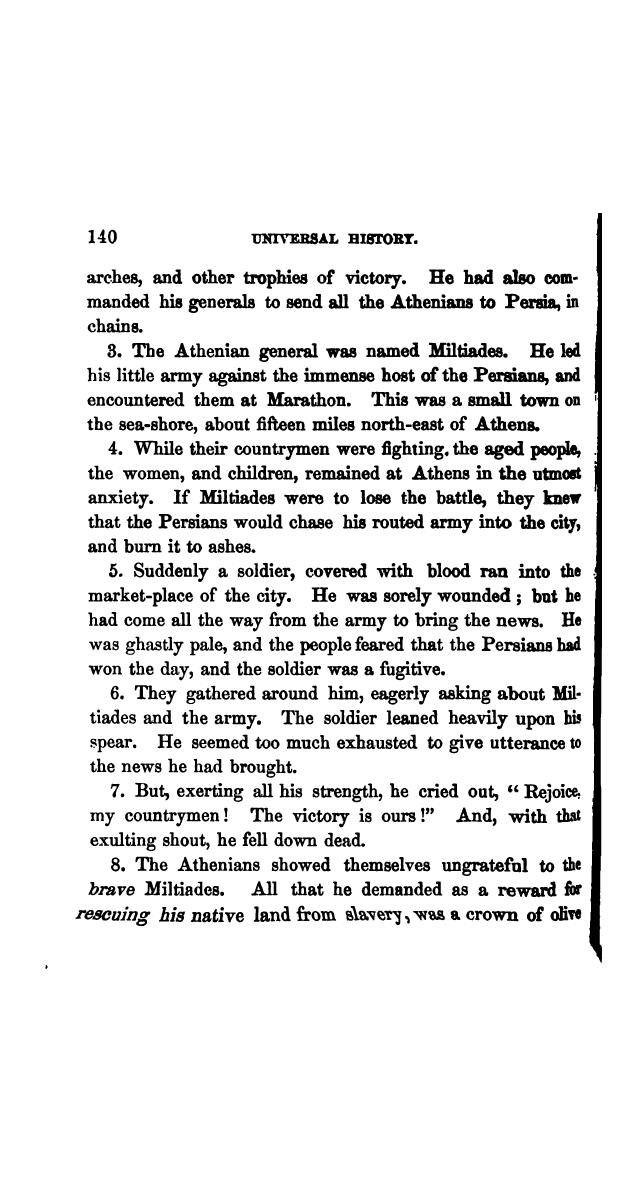 140 UNIVERSAL HISTORY.
arches, and other trophies of victory. He had also com-
manded his generals to send all the Athenians to Persia, in
chains.
3. The Athenian general was named Miltiades. He led
his little army against the immense host of the Persians, and
encountered them at Marathon. This was a small town on
the sea-shore, about fifteen miles north-east of Athens.
4. While their countrymen were fighting, the aged people,
the women, and children, remained at Athens in the utmost
anxiety. If Miltiades were to lose the battle, they knew
that the Persians would chase his routed army into the city,
and burn it to ashes.
5. Suddenly a soldier, covered with blood ran into the
market-place of the city. He was sorely wounded ; but he
had come all the way from the army to bring the news. He
was ghastly pale, and the people feared that the Persians had
won the day, and the soldier was a fugitive.
6. They gathered around him, eagerly asking about Mil-
tiades and the army. The soldier leaned heavily upon his
spear. He seemed too much exhausted to give utterance to
the news he had brought.
7. But, exerting all his strength, he cried out, “ Rejoice,
my countrymen ! The victory is ours !” And, with that
exulting shout, he fell down dead.
8. The Athenians showed themselves ungrateful to the
brave Miltiades. All that he demanded as a reward for
rescuing his native land from slavery, was a crown of olive